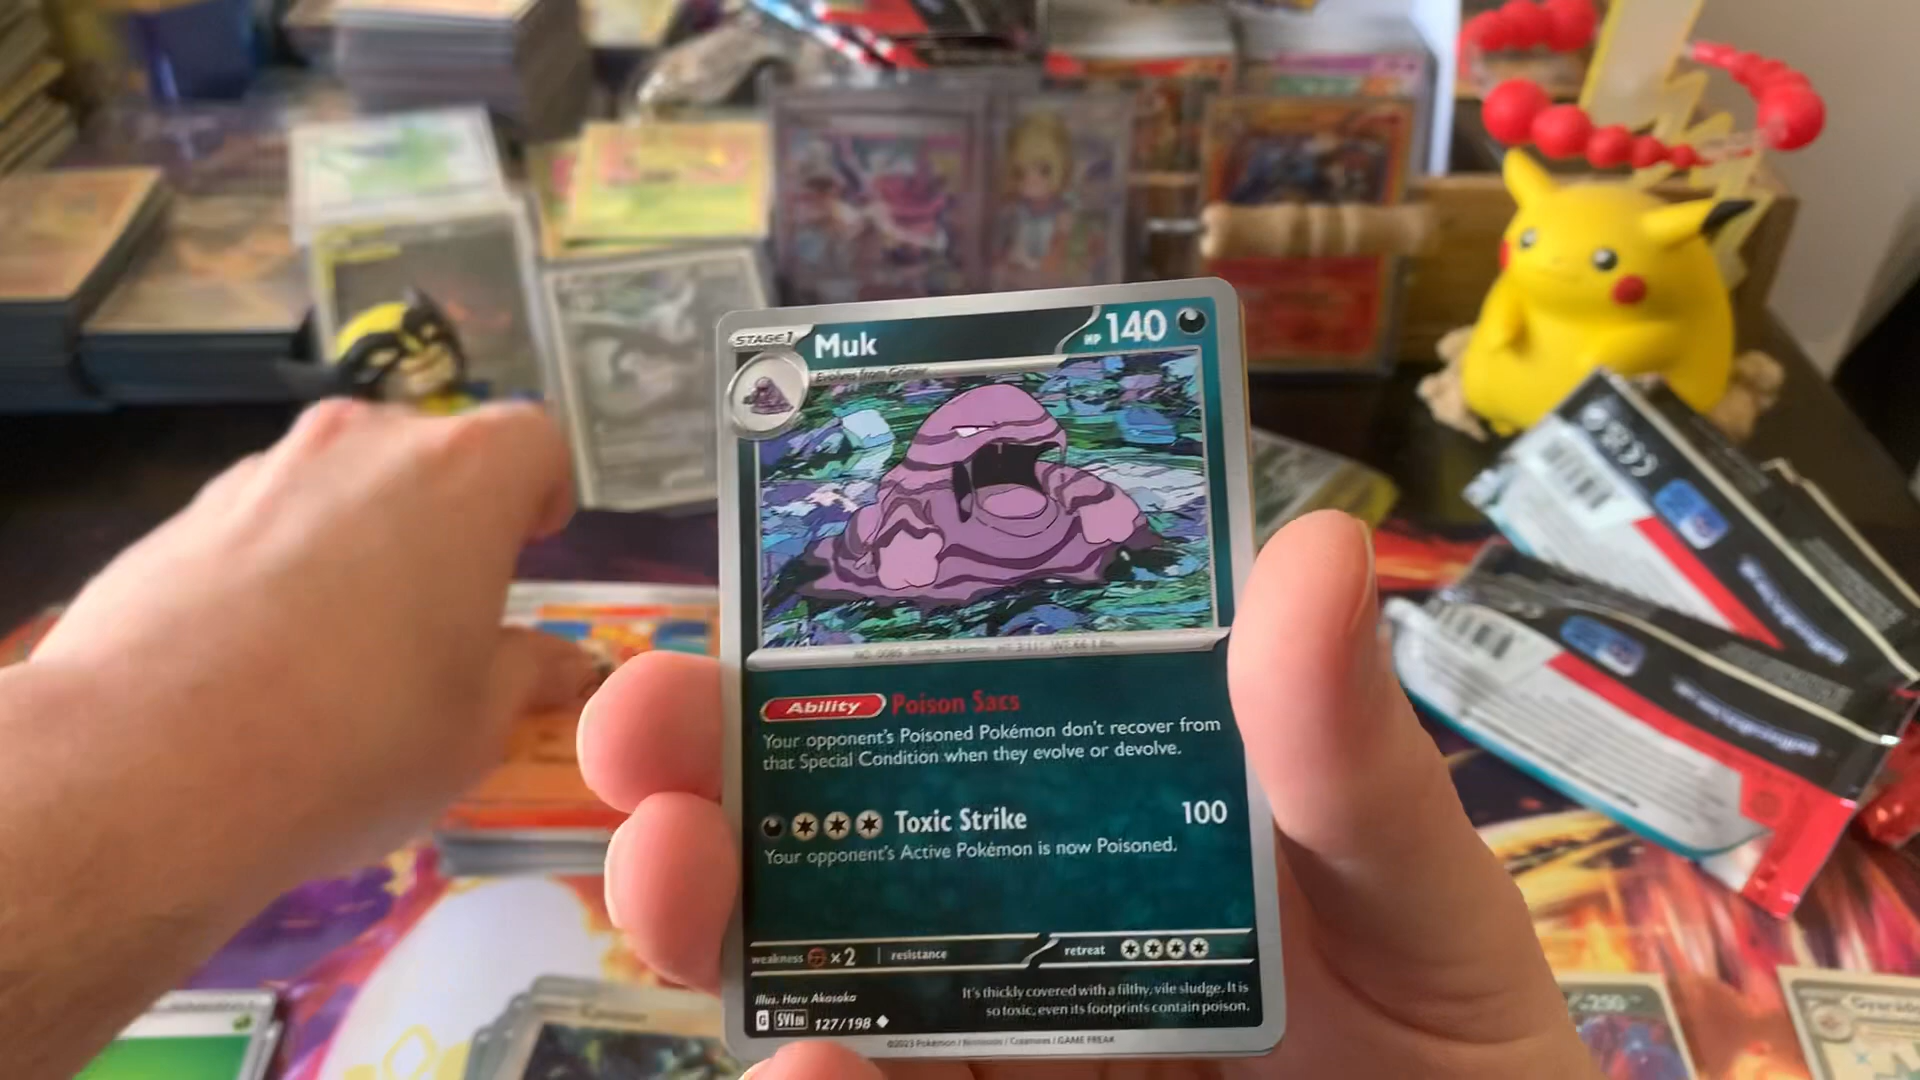 STAGE 1
Muk
HP 140
Evolves from Grimer
Ability Poison Sacs
Your opponent's Poisoned Pokémon don't recover from
that Special Condition when they evolve or devolve.
Toxic Strike 100
Your opponent's Active Pokémon is now Poisoned.
weakness ×2 resistance retreat
Illus. Haru Akasaka
It's thickly covered with a filthy, vile sludge. It is
so toxic, even its footprints contain poison.
G SVI EN 127/198
©2023 Pokémon / Nintendo / Creatures / GAME FREAK
250